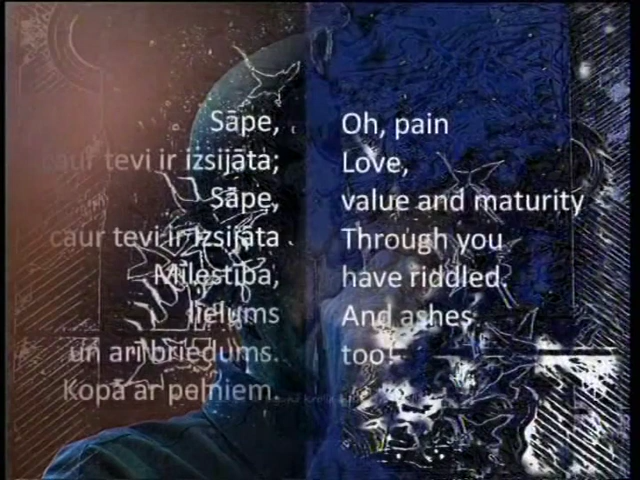 Sāpe,
caur tevi ir izsijāta;
Sāpe,
caur tevi ir izsijāta
Mīlestība,
lielums
un arī briedums.
Kopā ar pelniem.
Oh, pain
Love,
value and maturity
Through you
have riddled.
And ashes
too!